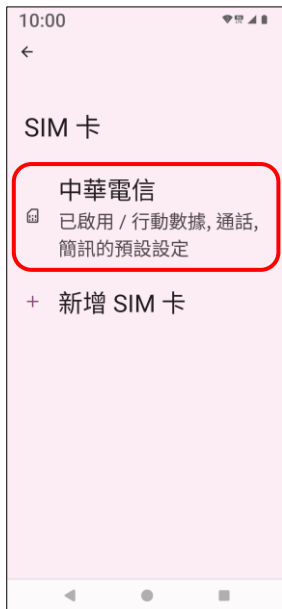 10:00
SIM 卡
中華電信
已啟用 / 行動數據, 通話,
簡訊的預設設定
+ 新增 SIM 卡